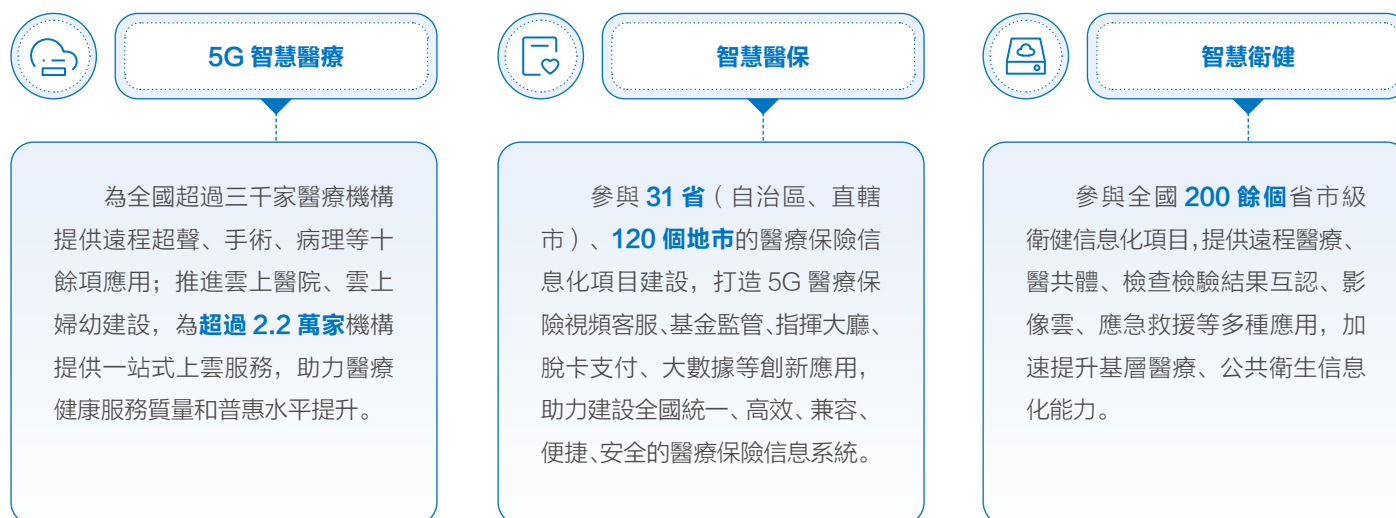 5G 智慧醫療
為全國超過三千家醫療機構
提供遠程超聲、手術、病理等十
餘項應用；推進雲上醫院、雲上
婦幼建設，為超過 2.2 萬家機構
提供一站式上雲服務，助力醫療
健康服務質量和普惠水平提升。
智慧醫保
參與 31 省（自治區、直轄
市）、120 個地市的醫療保險信
息化項目建設，打造 5G 醫療保
險視頻客服、基金監管、指揮大廳、
脫卡支付、大數據等創新應用，
助力建設全國統一、高效、兼容、
便捷、安全的醫療保險信息系統。
智慧衛健
參與全國 200 餘個省市級
衛健信息化項目，提供遠程醫療、
醫共體、檢查檢驗結果互認、影
像雲、應急救援等多種應用，加
速提升基層醫療、公共衛生信息
化能力。